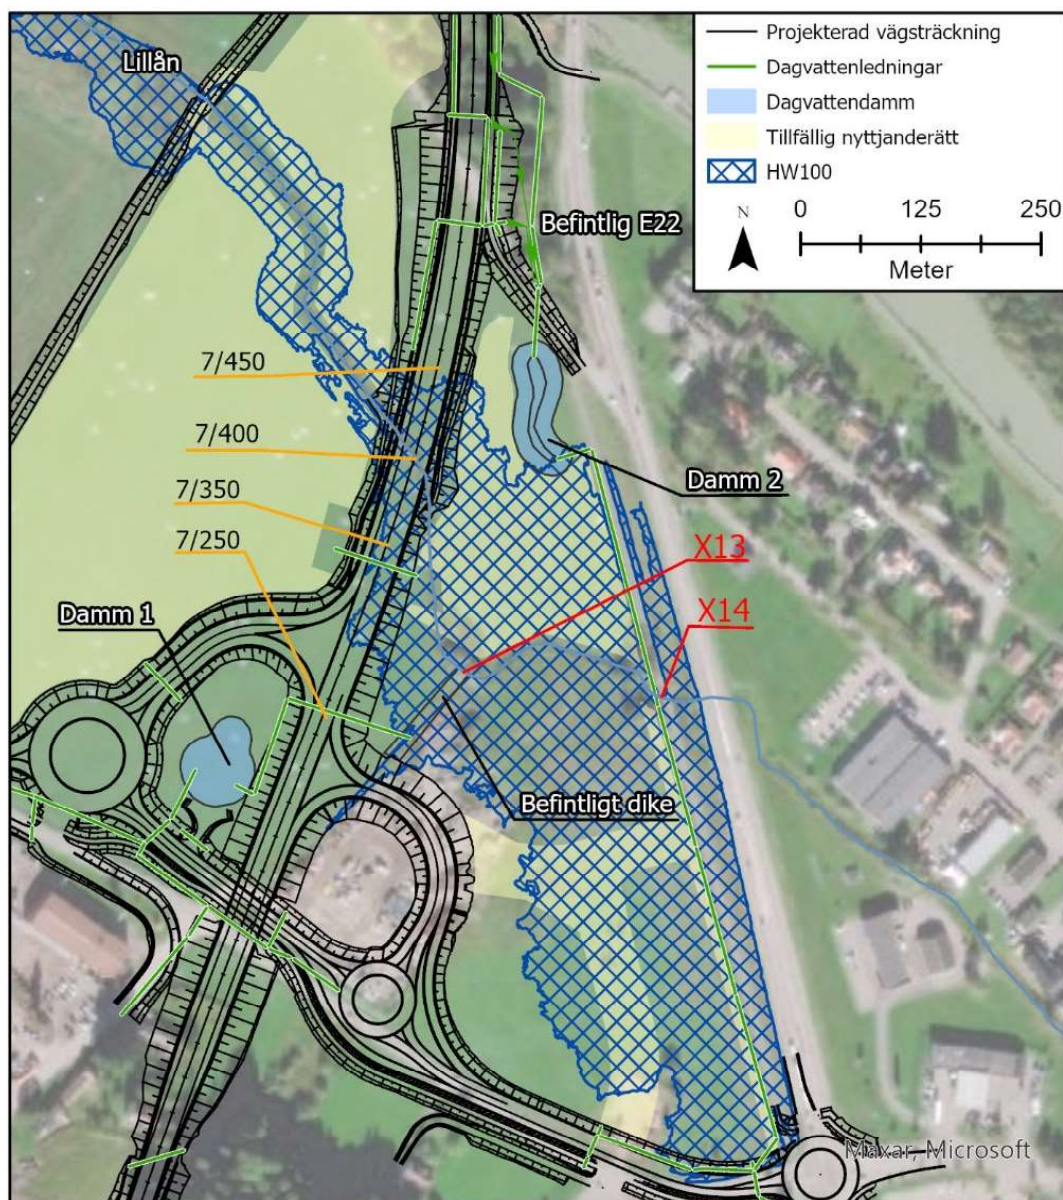 Lillån
Projekterad vägsträckning
Dagvattenledningar
Dagvattendamm
Tillfällig nyttjanderätt
HW100
N
0 125 250
Meter
Befintlig E22
7/450
7/400
7/350
7/250
Damm 2
X13
X14
Damm 1
Befintligt dike
Maxar, Microsoft